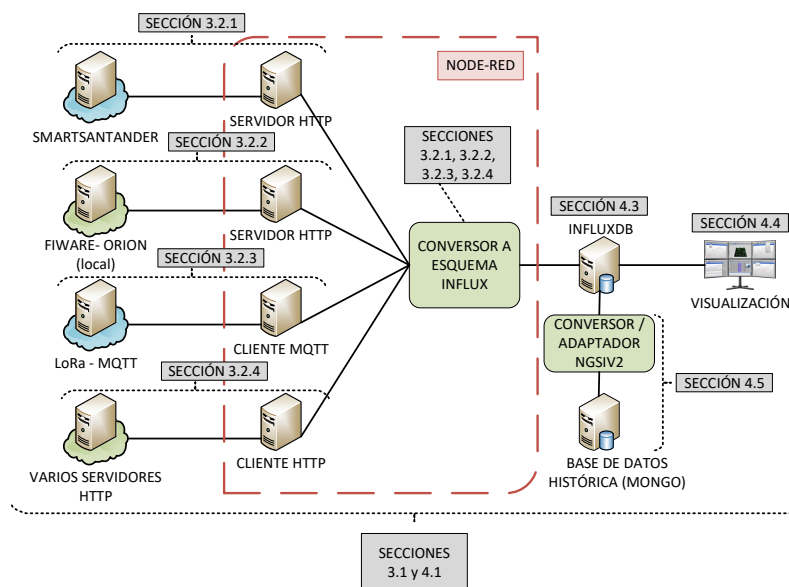 SECCIÓN 3.2.1
NODE-RED
SMARTSANTANDER
SERVIDOR HTTP
SECCIÓN 3.2.2
SECCIONES
3.2.1, 3.2.2,
3.2.3, 3.2.4
FIWARE- ORION
(local)
SERVIDOR HTTP
SECCIÓN 3.2.3
CONVERSOR A
ESQUEMA
INFLUX
SECCIÓN 4.3
INFLUXDB
SECCIÓN 4.4
VISUALIZACIÓN
LoRa - MQTT
CLIENTE MQTT
SECCIÓN 3.2.4
CONVERSOR /
ADAPTADOR
NGSIV2
SECCIÓN 4.5
VARIOS SERVIDORES
HTTP
CLIENTE HTTP
BASE DE DATOS
HISTÓRICA (MONGO)
SECCIONES
3.1 y 4.1